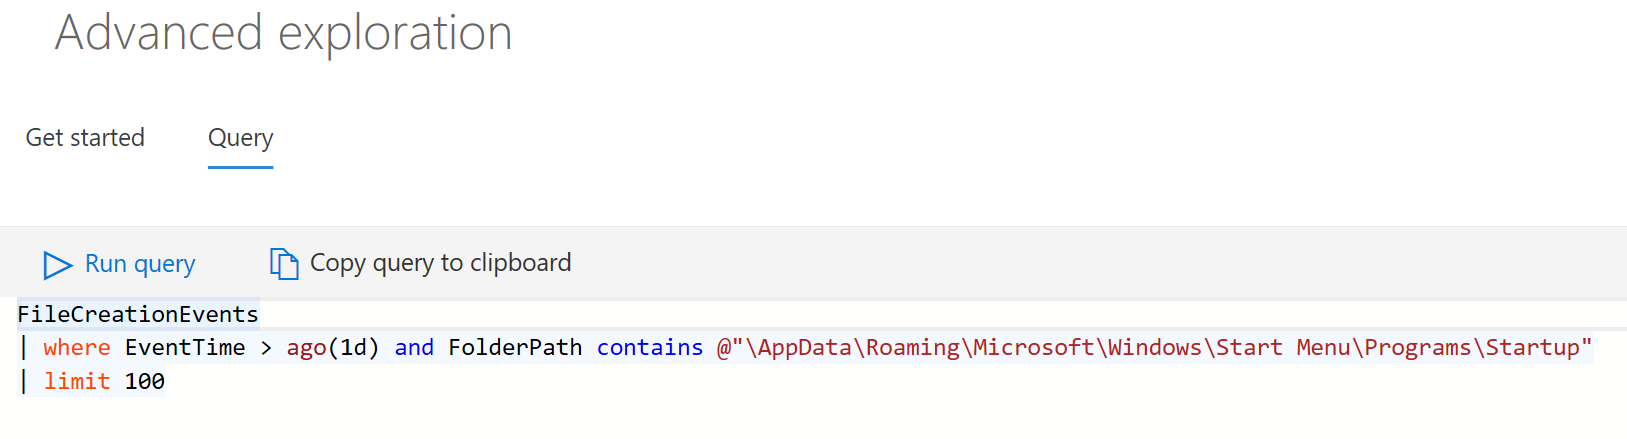 Advanced exploration
Get started Query
Run query Copy query to clipboard
FileCreationEvents
| where EventTime > ago(1d) and FolderPath contains @"\AppData\Roaming\Microsoft\Windows\Start Menu\Programs\Startup"
| limit 100